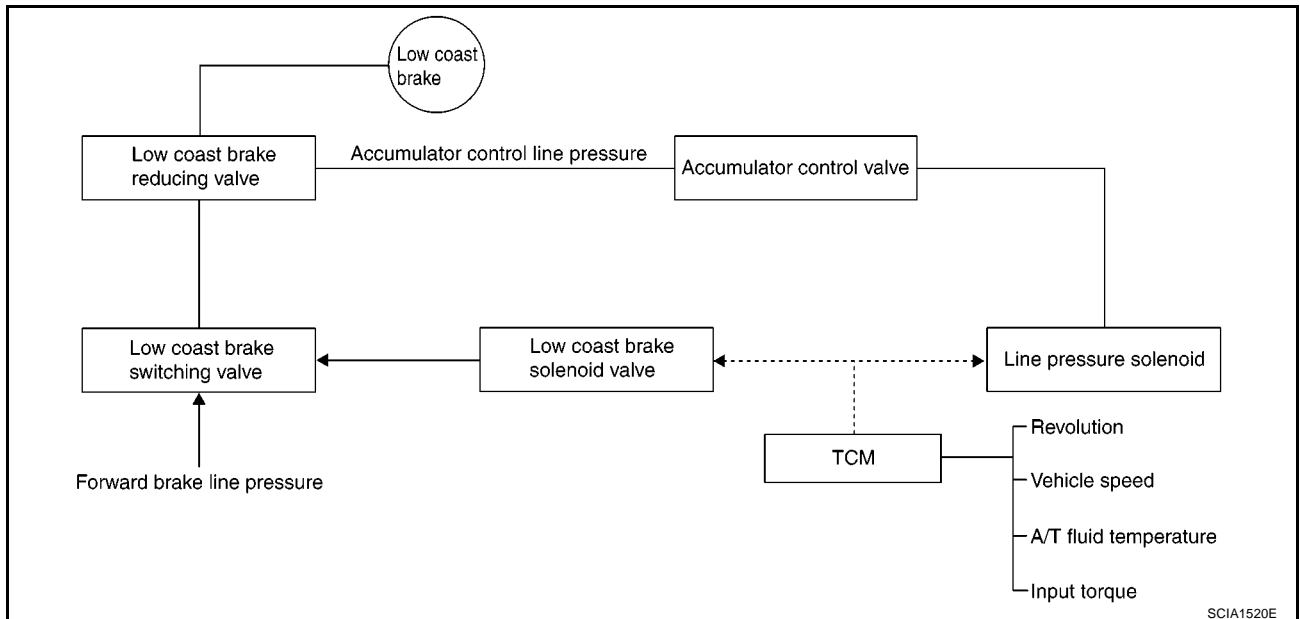 Low coast
brake
Low coast brake
reducing valve
Accumulator control line pressure
Accumulator control valve
Low coast brake
switching valve
Low coast brake
solenoid valve
Line pressure solenoid
Forward brake line pressure
TCM
Revolution
Vehicle speed
A/T fluid temperature
Input torque
SCIA1520E